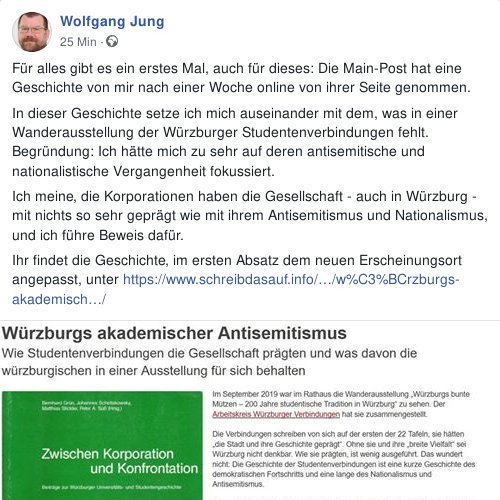 Wolfgang Jung
25 Min ·
Für alles gibt es ein erstes Mal, auch für dieses: Die Main-Post hat eine
Geschichte von mir nach einer Woche online von ihrer Seite genommen.
In dieser Geschichte setze ich mich auseinander mit dem, was in einer
Wanderausstellung der Würzburger Studentenverbindungen fehlt.
Begründung: Ich hätte mich zu sehr auf deren antisemitische und
nationalistische Vergangenheit fokussiert.
Ich meine, die Korporationen haben die Gesellschaft - auch in Würzburg -
mit nichts so sehr geprägt wie mit ihrem Antisemitismus und Nationalismus,
und ich führe Beweis dafür.
Ihr findet die Geschichte, im ersten Absatz dem neuen Erscheinungsort
angepasst, unter https://www.schreibdasauf.info/…/w%C3%BCrzburgs-
akademisch…/
Würzburgs akademischer Antisemitismus
Wie Studentenverbindungen die Gesellschaft prägten und was davon die
würzburgischen in einer Ausstellung für sich behalten
Bernhard Grün, Johannes Schellakowsky,
Matthias Stickler, Peter A. Süß (Hrsg.)
Zwischen Korporation
und Konfrontation
Beiträge zur Würzburger Universitäts- und Studentengeschichte
Im September 2019 war im Rathaus die Wanderausstellung „Würzburgs bunte
Mützen – 200 Jahre studentische Tradition in Würzburg“ zu sehen. Der
Arbeitskreis Würzburger Verbindungen hat sie zusammengestellt.
Die Verbindungen schreiben von sich auf der ersten der 22 Tafeln, sie hätten
„die Stadt und ihre Geschichte geprägt“. Ohne sie und ihre „breite Vielfalt“ sei
Würzburg nicht denkbar. Wie sie prägten, ist wenig ausgeführt. Das wundert
nicht: Die Geschichte der Studentenverbindungen ist eine kurze Geschichte des
demokratischen Fortschritts und eine lange des Nationalismus und
Antisemitismus.